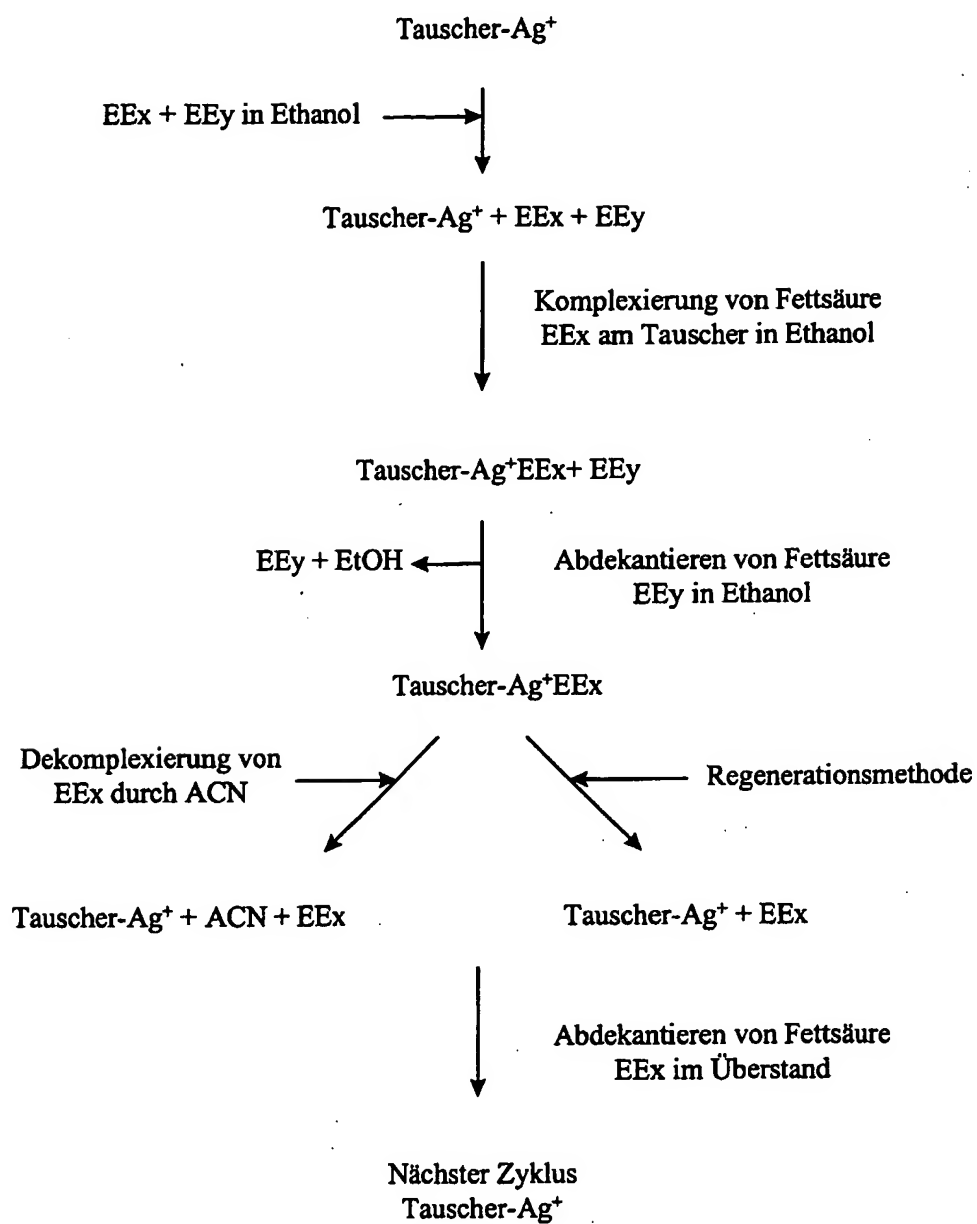 Tauscher-Ag⁺
EEx + EEy in Ethanol
Tauscher-Ag⁺ + EEx + EEy
Komplexierung von Fettsäure
EEx am Tauscher in Ethanol
Tauscher-Ag⁺EEx+ EEy
EEy + EtOH
Abdekantieren von Fettsäure
EEy in Ethanol
Tauscher-Ag⁺EEx
Dekomplexierung von
EEx durch ACN
Regenerationsmethode
Tauscher-Ag⁺ + ACN + EEx
Tauscher-Ag⁺ + EEx
Abdekantieren von Fettsäure
EEx im Überstand
Nächster Zyklus
Tauscher-Ag⁺